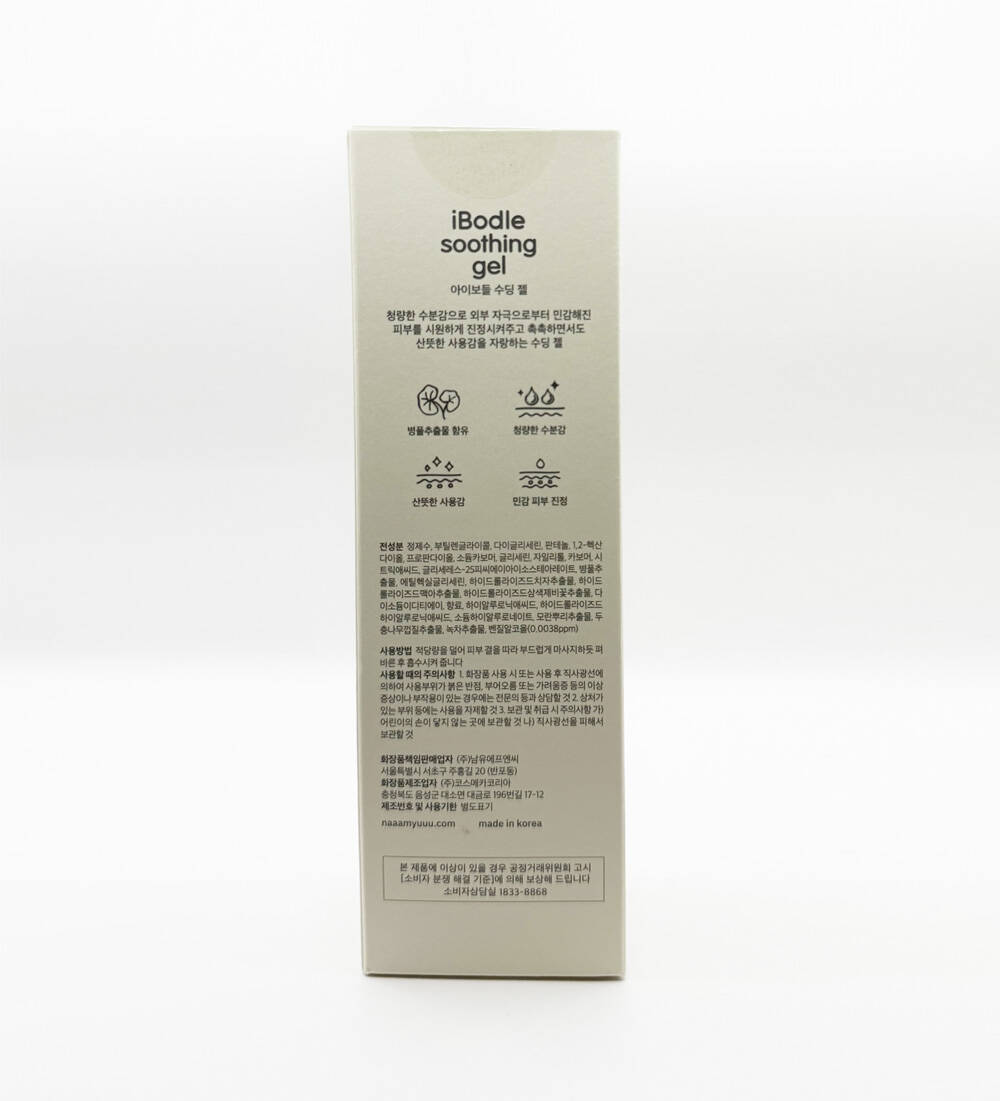 iBodle
soothing
gel
아이보들 수딩 젤
청량한 수분감으로 외부 자극으로부터 민감해진
피부를 시원하게 진정시켜주고 촉촉하면서도
산뜻한 사용감을 자랑하는 수딩 젤
병풀추출물 함유
청량한 수분감
산뜻한 사용감
민감 피부 진정
전성분 정제수, 부틸렌글라이콜, 다이글리세린, 판테놀, 1,2-헥산
다이올, 프로판다이올, 소듐카보머, 글리세린, 자일리톨, 카보머, 시
트릭애씨드, 글리세레스-25피씨에이아이소스테아레이트, 병풀추
출물, 에틸헥실글리세린, 하이드롤라이즈드치자추출물, 하이드
롤라이즈드맥아추출물, 하이드롤라이즈드삼색제비꽃추출물, 다
이소듐이디티에이, 향료, 하이알루로닉애씨드, 하이드롤라이즈드
하이알루로닉애씨드, 소듐하이알루로네이트, 모란뿌리추출물, 두
충나무껍질추출물, 녹차추출물, 벤질알코올(0.0038ppm)
사용방법 적당량을 덜어 피부 결을 따라 부드럽게 마사지하듯 펴
바른 후 흡수시켜 줍니다
사용할 때의 주의사항 1. 화장품 사용 시 또는 사용 후 직사광선에
의하여 사용부위가 붉은 반점, 부어오름 또는 가려움증 등의 이상
증상이나 부작용이 있는 경우에는 전문의 등과 상담할 것 2. 상처가
있는 부위 등에는 사용을 자제할 것 3. 보관 및 취급 시 주의사항 가)
어린이의 손이 닿지 않는 곳에 보관할 것 나) 직사광선을 피해서
보관할 것
화장품책임판매업자 (주)남유에프엔씨
서울특별시 서초구 주흥길 20 (반포동)
화장품제조업자 (주)코스메카코리아
충청북도 음성군 대소면 대금로 196번길 17-12
제조번호 및 사용기한 별도표기
naaamyuuu.com made in korea
본 제품에 이상이 있을 경우 공정거래위원회 고시
[소비자 분쟁 해결 기준]에 의해 보상해 드립니다
소비자상담실 1833-8868